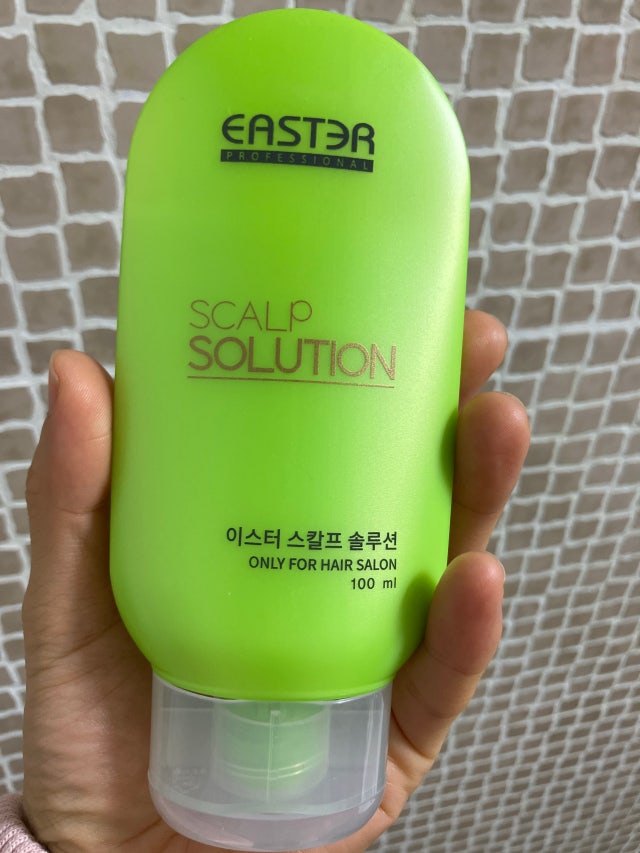 EASTER
PROFESSIONAL
SCALP
SOLUTION
이스터 스칼프 솔루션
ONLY FOR HAIR SALON
100 ml